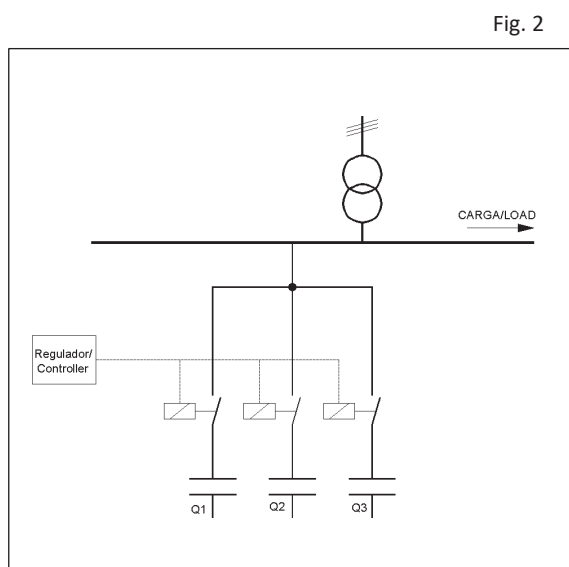 Fig. 2
CARGA/LOAD
Regulador/
Controller
Q1
Q2
Q3